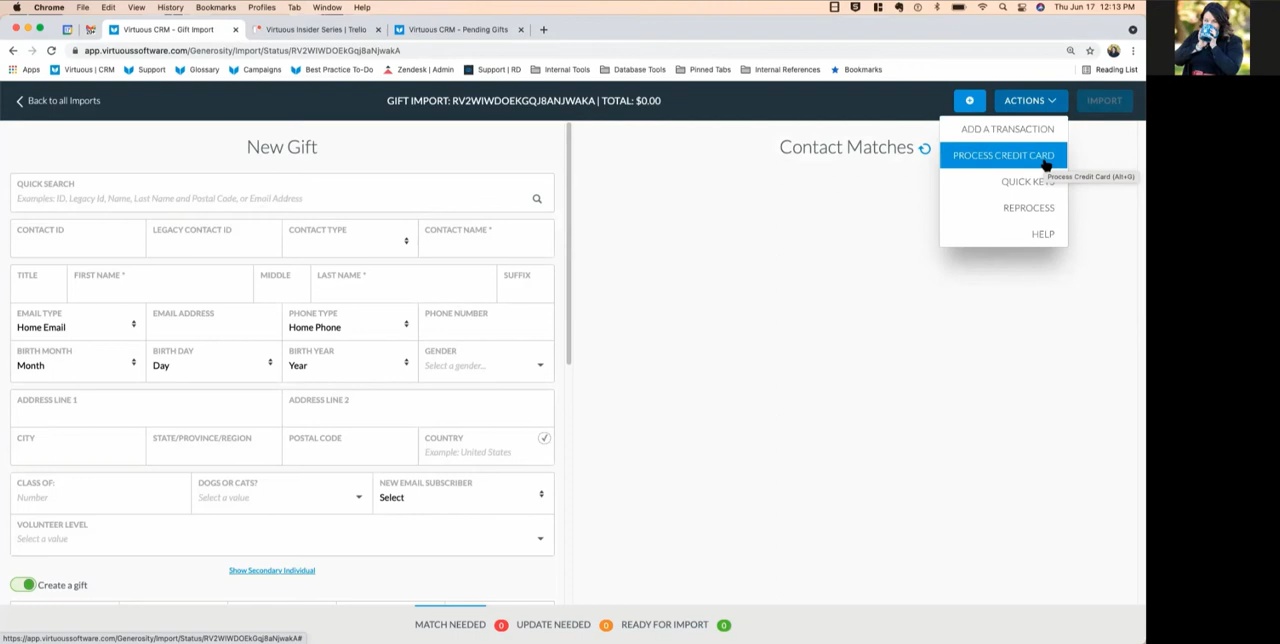 Chrome File Edit View History Bookmarks Profiles Tab Window Help Thu Jun 17 12:13 PM
Virtuous CRM - Gift Import Virtuous Insider Series | Trello Virtuous CRM - Pending Gifts
app.virtuoussoftware.com/Generosity/Import/Status/RV2WIWDOEkGqj8aNjwakA
Apps Virtuous | CRM Support Glossary Campaigns Best Practice To-Do Zendesk | Admin Support | RD Internal Tools Database Tools Pinned Tabs Internal References Bookmarks Reading List
Back to all Imports GIFT IMPORT: RV2WIWDOEKGQJ8ANJWAKA | TOTAL: $0.00 ACTIONS IMPORT
New Gift
Contact Matches
ADD A TRANSACTION
PROCESS CREDIT CARD
Process Credit Card (Alt+G)
QUICK KEYS
REPROCESS
HELP
QUICK SEARCH
Examples: ID, Legacy Id, Name, Last Name and Postal Code, or Email Address
CONTACT ID LEGACY CONTACT ID CONTACT TYPE CONTACT NAME *
TITLE FIRST NAME * MIDDLE LAST NAME * SUFFIX
EMAIL TYPE EMAIL ADDRESS PHONE TYPE PHONE NUMBER
Home Email Home Phone
BIRTH MONTH BIRTH DAY BIRTH YEAR GENDER
Month Day Year Select a gender...
ADDRESS LINE 1 ADDRESS LINE 2
CITY STATE/PROVINCE/REGION POSTAL CODE COUNTRY
Example: United States
CLASS OF: DOGS OR CATS? NEW EMAIL SUBSCRIBER
Number Select a value Select
VOLUNTEER LEVEL
Select a value
Show Secondary Individual
Create a gift
MATCH NEEDED 0 UPDATE NEEDED 0 READY FOR IMPORT 0
https://app.virtuoussoftware.com/Generosity/Import/Status/RV2WIWDOEkGqj8aNjwakA#